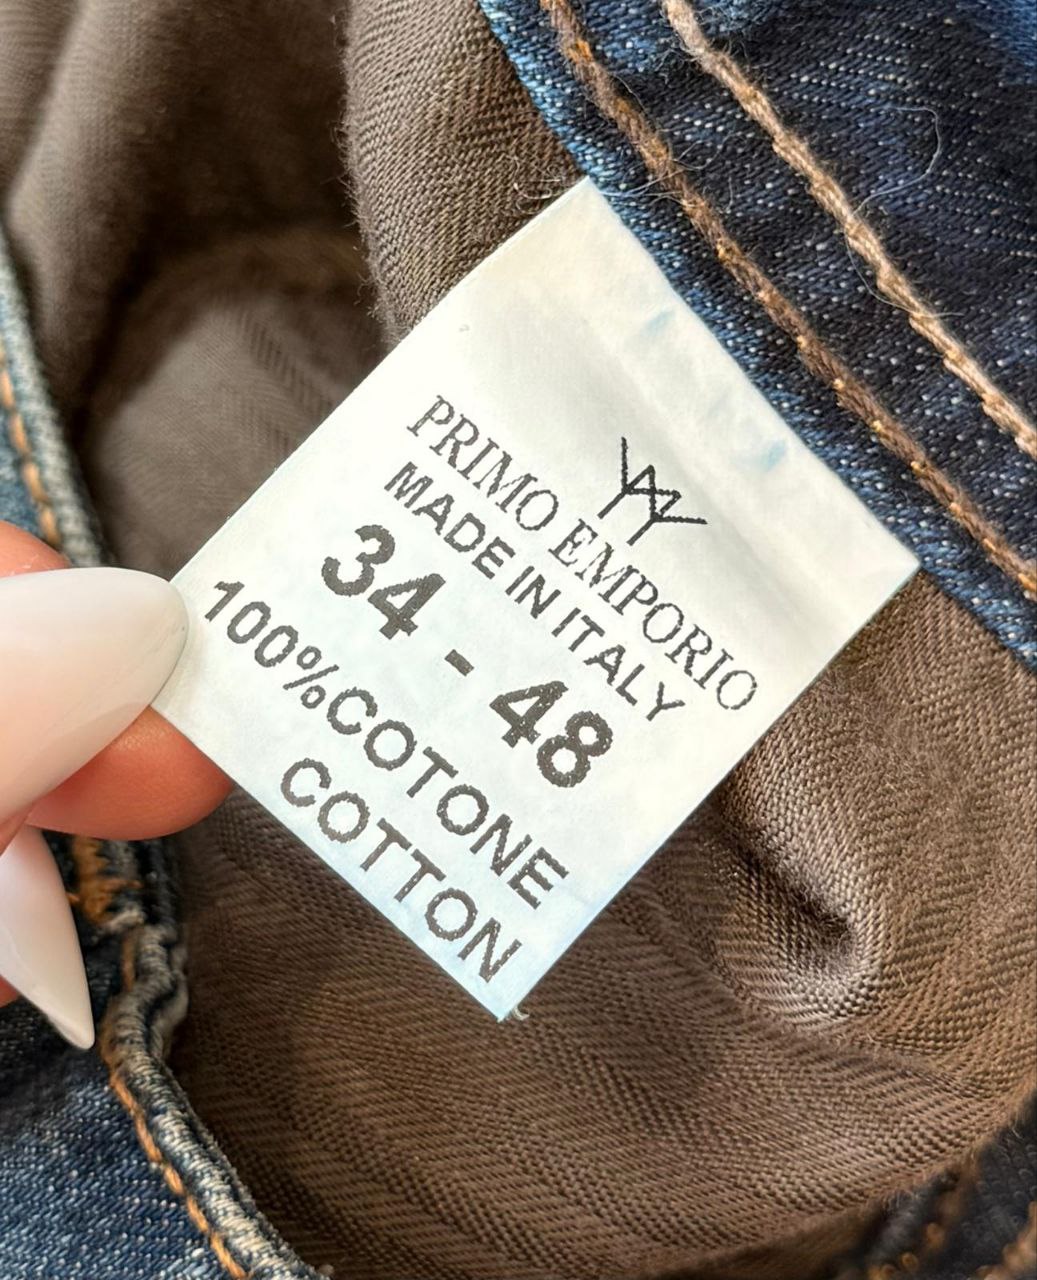 PRIMO EMPORIO
MADE IN ITALY
34 - 48
100%COTONE
COTTON